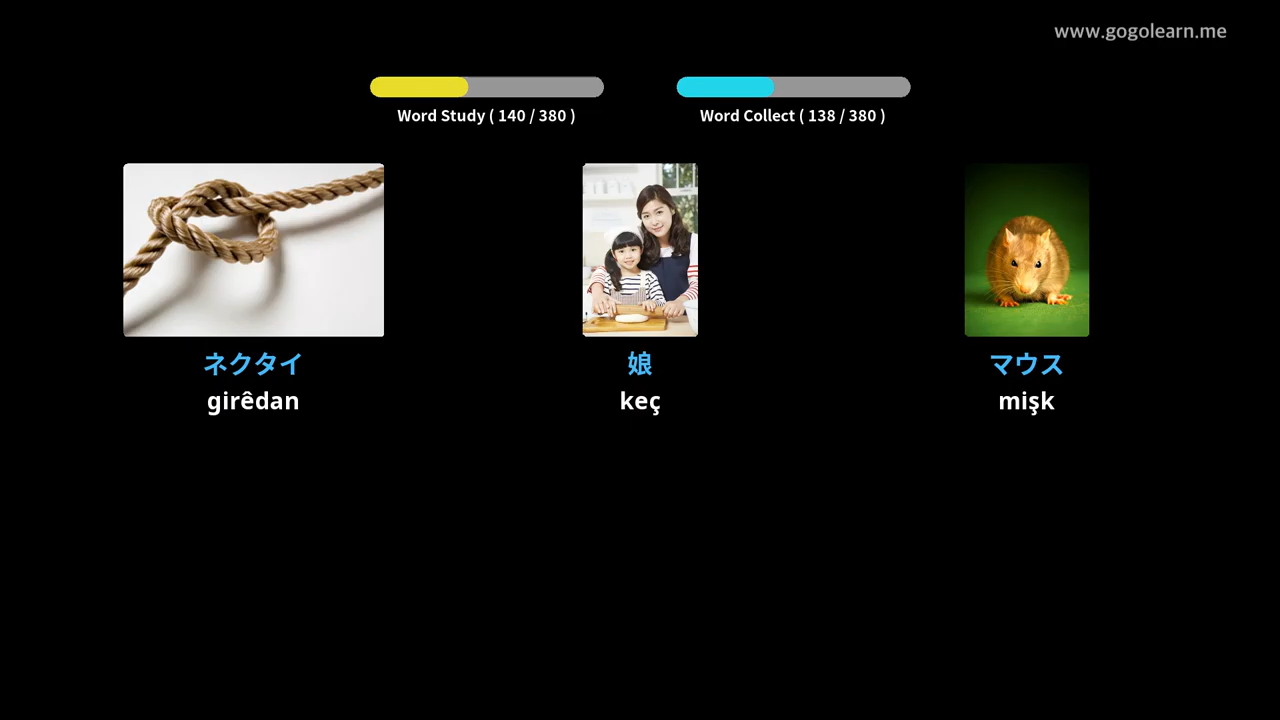 www.gogolearn.me
Word Study ( 140 / 380 )
Word Collect ( 138 / 380 )
ネクタイ
girêdan
娘
keç
マウス
mişk